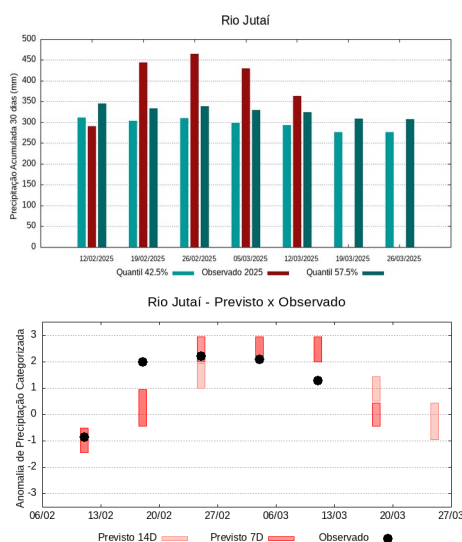 Rio Jutaí
Precipitação Acumulada 30 dias (mm)
500
450
400
350
300
250
200
150
100
50
0
12/02/2025 19/02/2025 26/02/2025 05/03/2025 12/03/2025 19/03/2025 26/03/2025
Quantil 42.5% Observado 2025 Quantil 57.5%
Rio Jutaí - Previsto x Observado
Anomalia de Preciptação Categorizada
3
2
1
0
-1
-2
-3
06/02 13/02 20/02 27/02 06/03 13/03 20/03 27/03
Previsto 14D Previsto 7D Observado